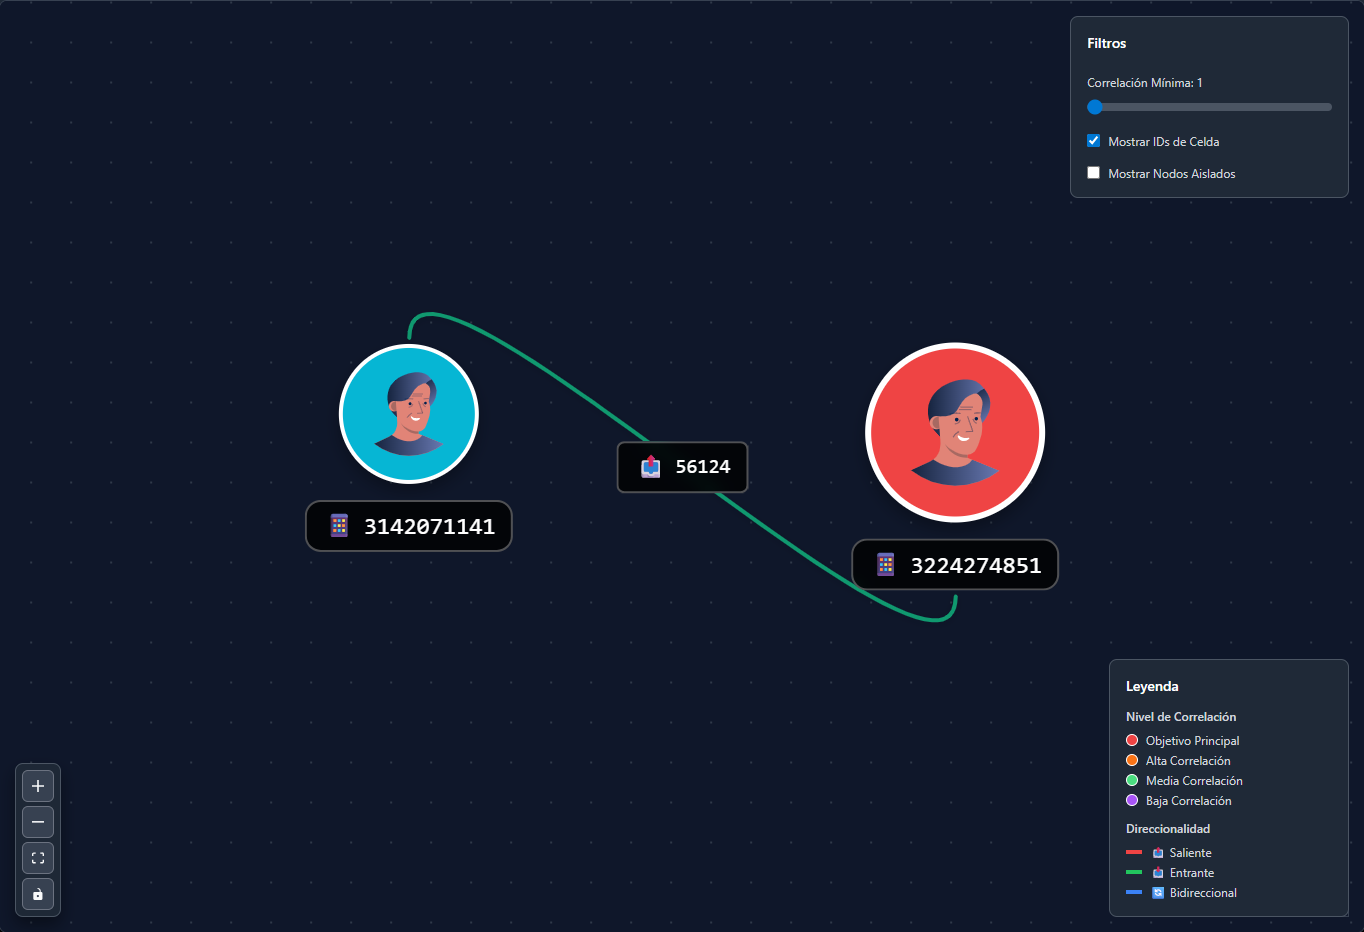 Filtros
Correlación Mínima: 1
Mostrar IDs de Celda
Mostrar Nodos Aislados
56124
3142071141
3224274851
Leyenda
Nivel de Correlación
Objetivo Principal
Alta Correlación
Media Correlación
Baja Correlación
Direccionalidad
Saliente
Entrante
Bidireccional